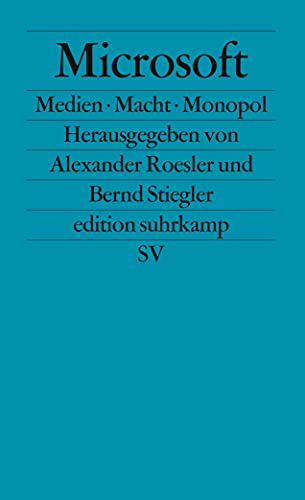 Microsoft
Medien · Macht · Monopol
Herausgegeben von
Alexander Roesler und
Bernd Stiegler
edition suhrkamp
SV